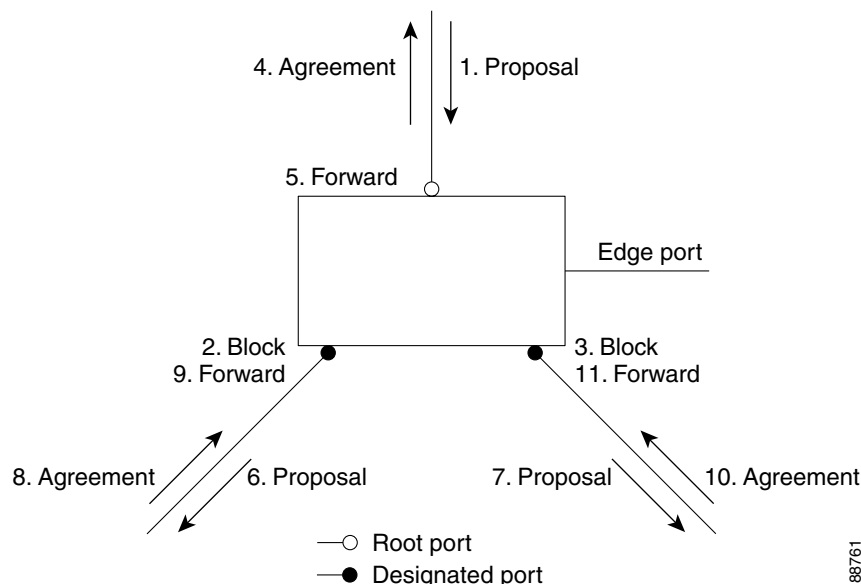 4. Agreement
1. Proposal
5. Forward
Edge port
2. Block
9. Forward
3. Block
11. Forward
8. Agreement
6. Proposal
7. Proposal
10. Agreement
Root port
Designated port
88761